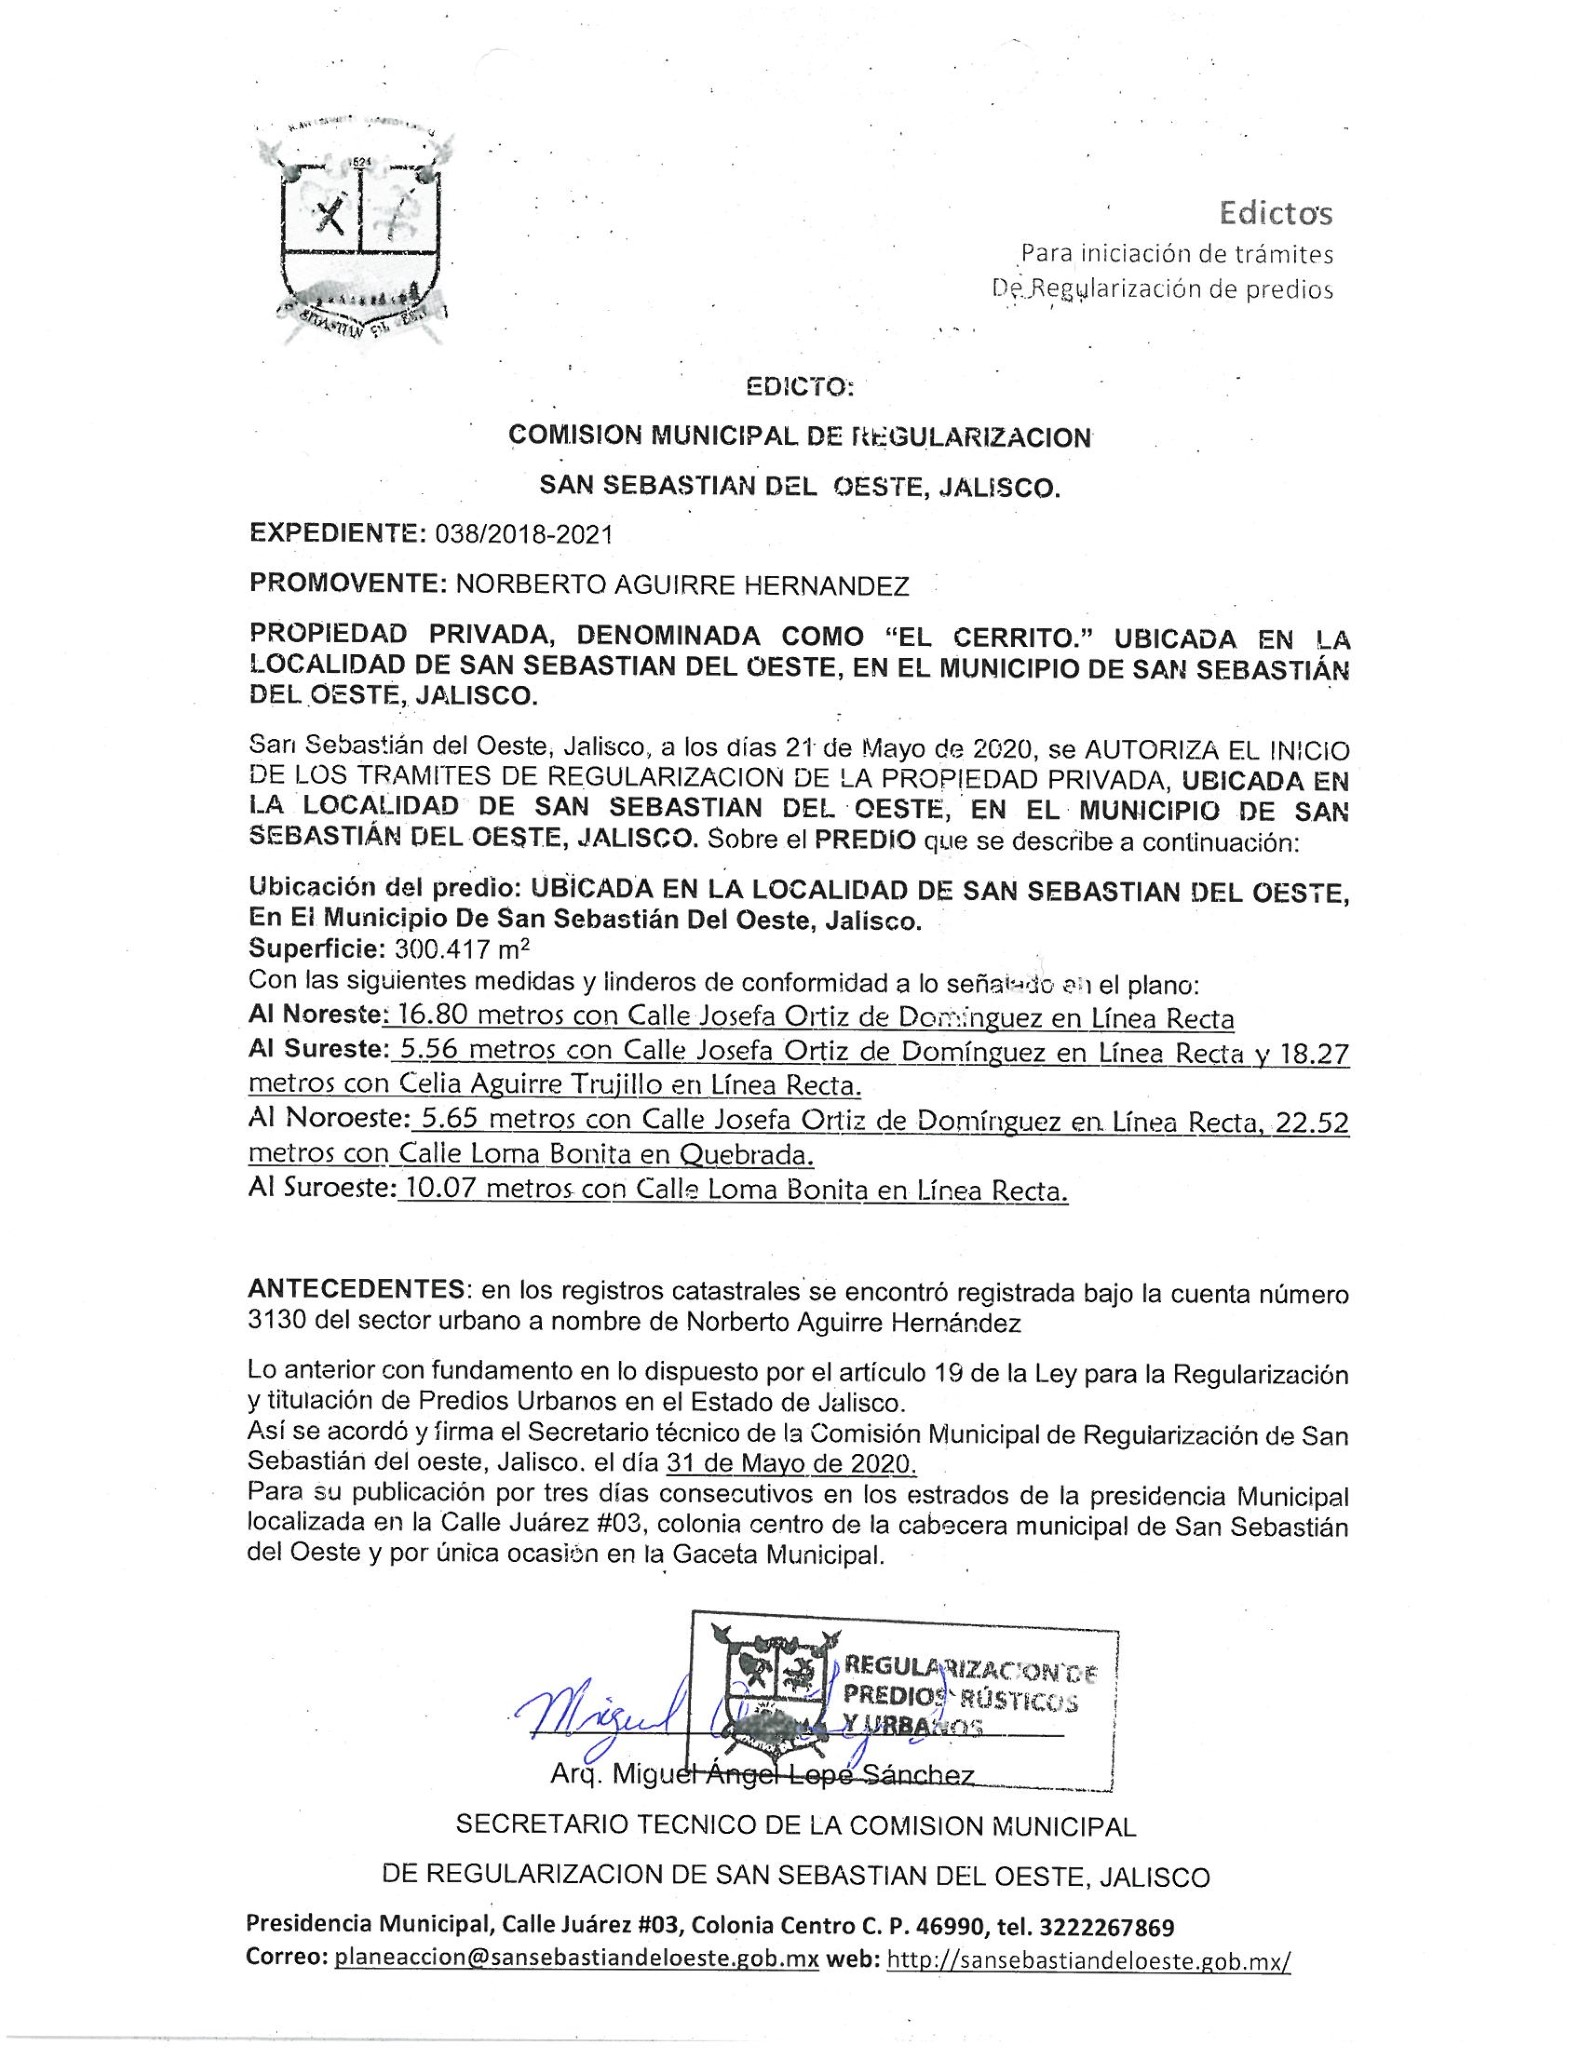 1524
Edictos
Para iniciación de trámites
De Regularización de predios
EDICTO:
COMISION MUNICIPAL DE REGULARIZACION
SAN SEBASTIAN DEL OESTE, JALISCO.
EXPEDIENTE: 038/2018-2021
PROMOVENTE: NORBERTO AGUIRRE HERNANDEZ
PROPIEDAD PRIVADA, DENOMINADA COMO “EL CERRITO.” UBICADA EN LA
LOCALIDAD DE SAN SEBASTIAN DEL OESTE, EN EL MUNICIPIO DE SAN SEBASTIÁN
DEL OESTE, JALISCO.
San Sebastián del Oeste, Jalisco, a los días 21 de Mayo de 2020, se AUTORIZA EL INICIO
DE LOS TRAMITES DE REGULARIZACION DE LA PROPIEDAD PRIVADA, UBICADA EN
LA LOCALIDAD DE SAN SEBASTIAN DEL OESTE, EN EL MUNICIPIO DE SAN
SEBASTIÁN DEL OESTE, JALISCO. Sobre el PREDIO que se describe a continuación:
Ubicación del predio: UBICADA EN LA LOCALIDAD DE SAN SEBASTIAN DEL OESTE,
En El Municipio De San Sebastián Del Oeste, Jalisco.
Superficie: 300.417 m²
Con las siguientes medidas y linderos de conformidad a lo señalado en el plano:
Al Noreste: 16.80 metros con Calle Josefa Ortiz de Domínguez en Línea Recta
Al Sureste: 5.56 metros con Calle Josefa Ortiz de Domínguez en Línea Recta y 18.27
metros con Celia Aguirre Trujillo en Línea Recta.
Al Noroeste: 5.65 metros con Calle Josefa Ortiz de Domínguez en Línea Recta, 22.52
metros con Calle Loma Bonita en Quebrada.
Al Suroeste: 10.07 metros con Calle Loma Bonita en Línea Recta.
ANTECEDENTES: en los registros catastrales se encontró registrada bajo la cuenta número
3130 del sector urbano a nombre de Norberto Aguirre Hernández
Lo anterior con fundamento en lo dispuesto por el artículo 19 de la Ley para la Regularización
y titulación de Predios Urbanos en el Estado de Jalisco.
Así se acordó y firma el Secretario técnico de la Comisión Municipal de Regularización de San
Sebastián del oeste, Jalisco. el día 31 de Mayo de 2020.
Para su publicación por tres días consecutivos en los estrados de la presidencia Municipal
localizada en la Calle Juárez #03, colonia centro de la cabecera municipal de San Sebastián
del Oeste y por única ocasión en la Gaceta Municipal.
REGULARIZACION DE
PREDIOS RÚSTICOS
Y URBANOS
Miguel
Arq. Miguel Ángel Lepe Sánchez
SECRETARIO TECNICO DE LA COMISION MUNICIPAL
DE REGULARIZACION DE SAN SEBASTIAN DEL OESTE, JALISCO
Presidencia Municipal, Calle Juárez #03, Colonia Centro C. P. 46990, tel. 3222267869
Correo: planeaccion@sansebastiandeloeste.gob.mx web: http://sansebastiandeloeste.gob.mx/